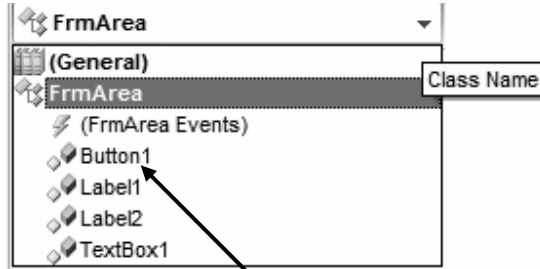 FrmArea
(General)
Class Name
FrmArea
(FrmArea Events)
Button1
Label1
Label2
TextBox1